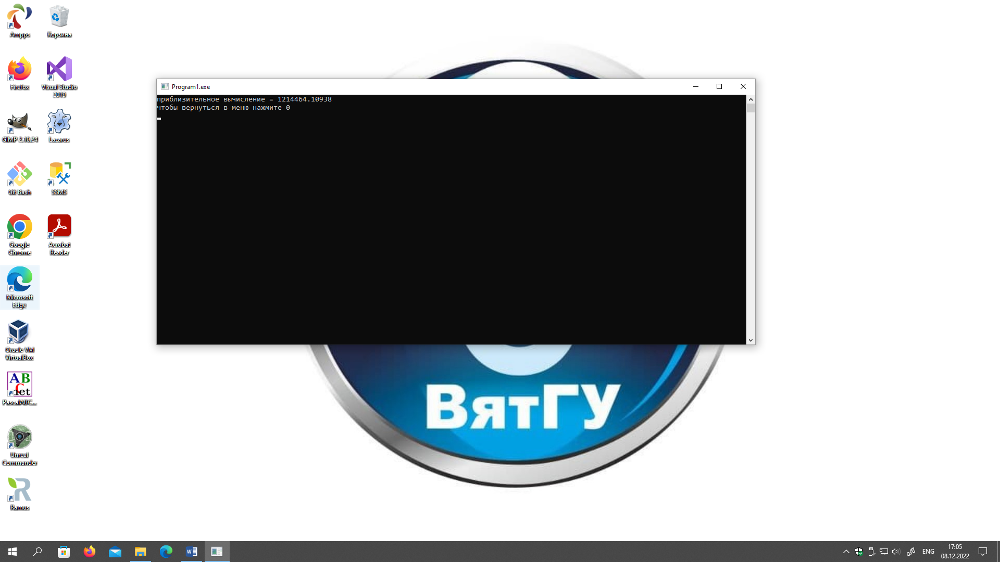 Ampps
Корзина
Firefox
Visual Studio
2019
GIMP 2.10.24
Lazarus
Git Bash
SSMS
Google
Chrome
Acrobat
Reader
Microsoft
Edge
Oracle VM
VirtualBox
ABC
net
PascalABC...
Unreal
Commander
Ramus
Program1.exe
приблизительное вычисление = 1214464.10938
чтобы вернуться в меню нажмите 0
ВятГУ
ENG
17:05
08.12.2022